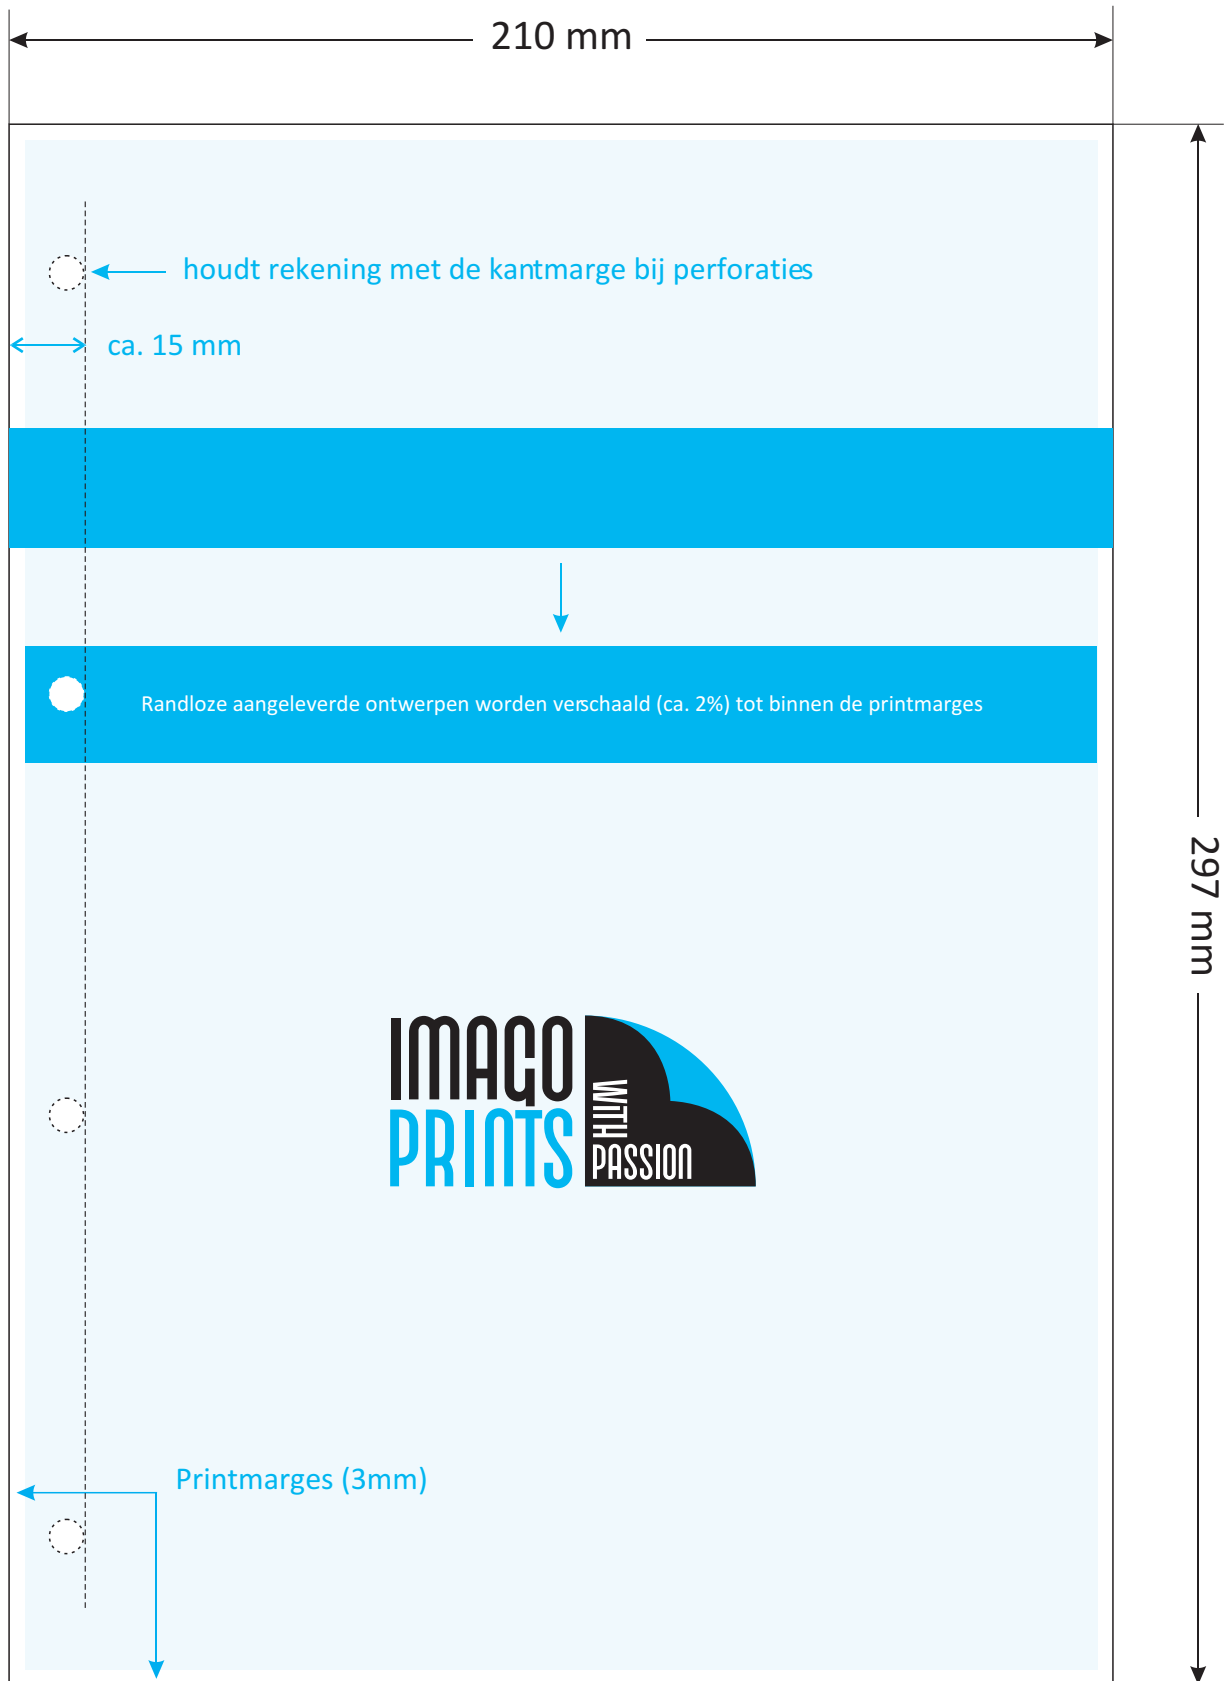 210 mm
houdt rekening met de kantmarge bij perforaties
ca. 15 mm
Randloze aangeleverde ontwerpen worden verschaald (ca. 2%) tot binnen de printmarges
297 mm
IMAGO
PRINTS
WITH
PASSION
Printmarges (3mm)